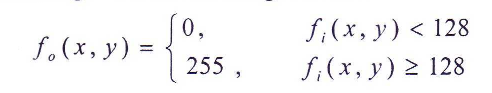 f_o(x, y) = { 0, f_i(x, y) < 128
255 , f_i(x, y) ≥ 128